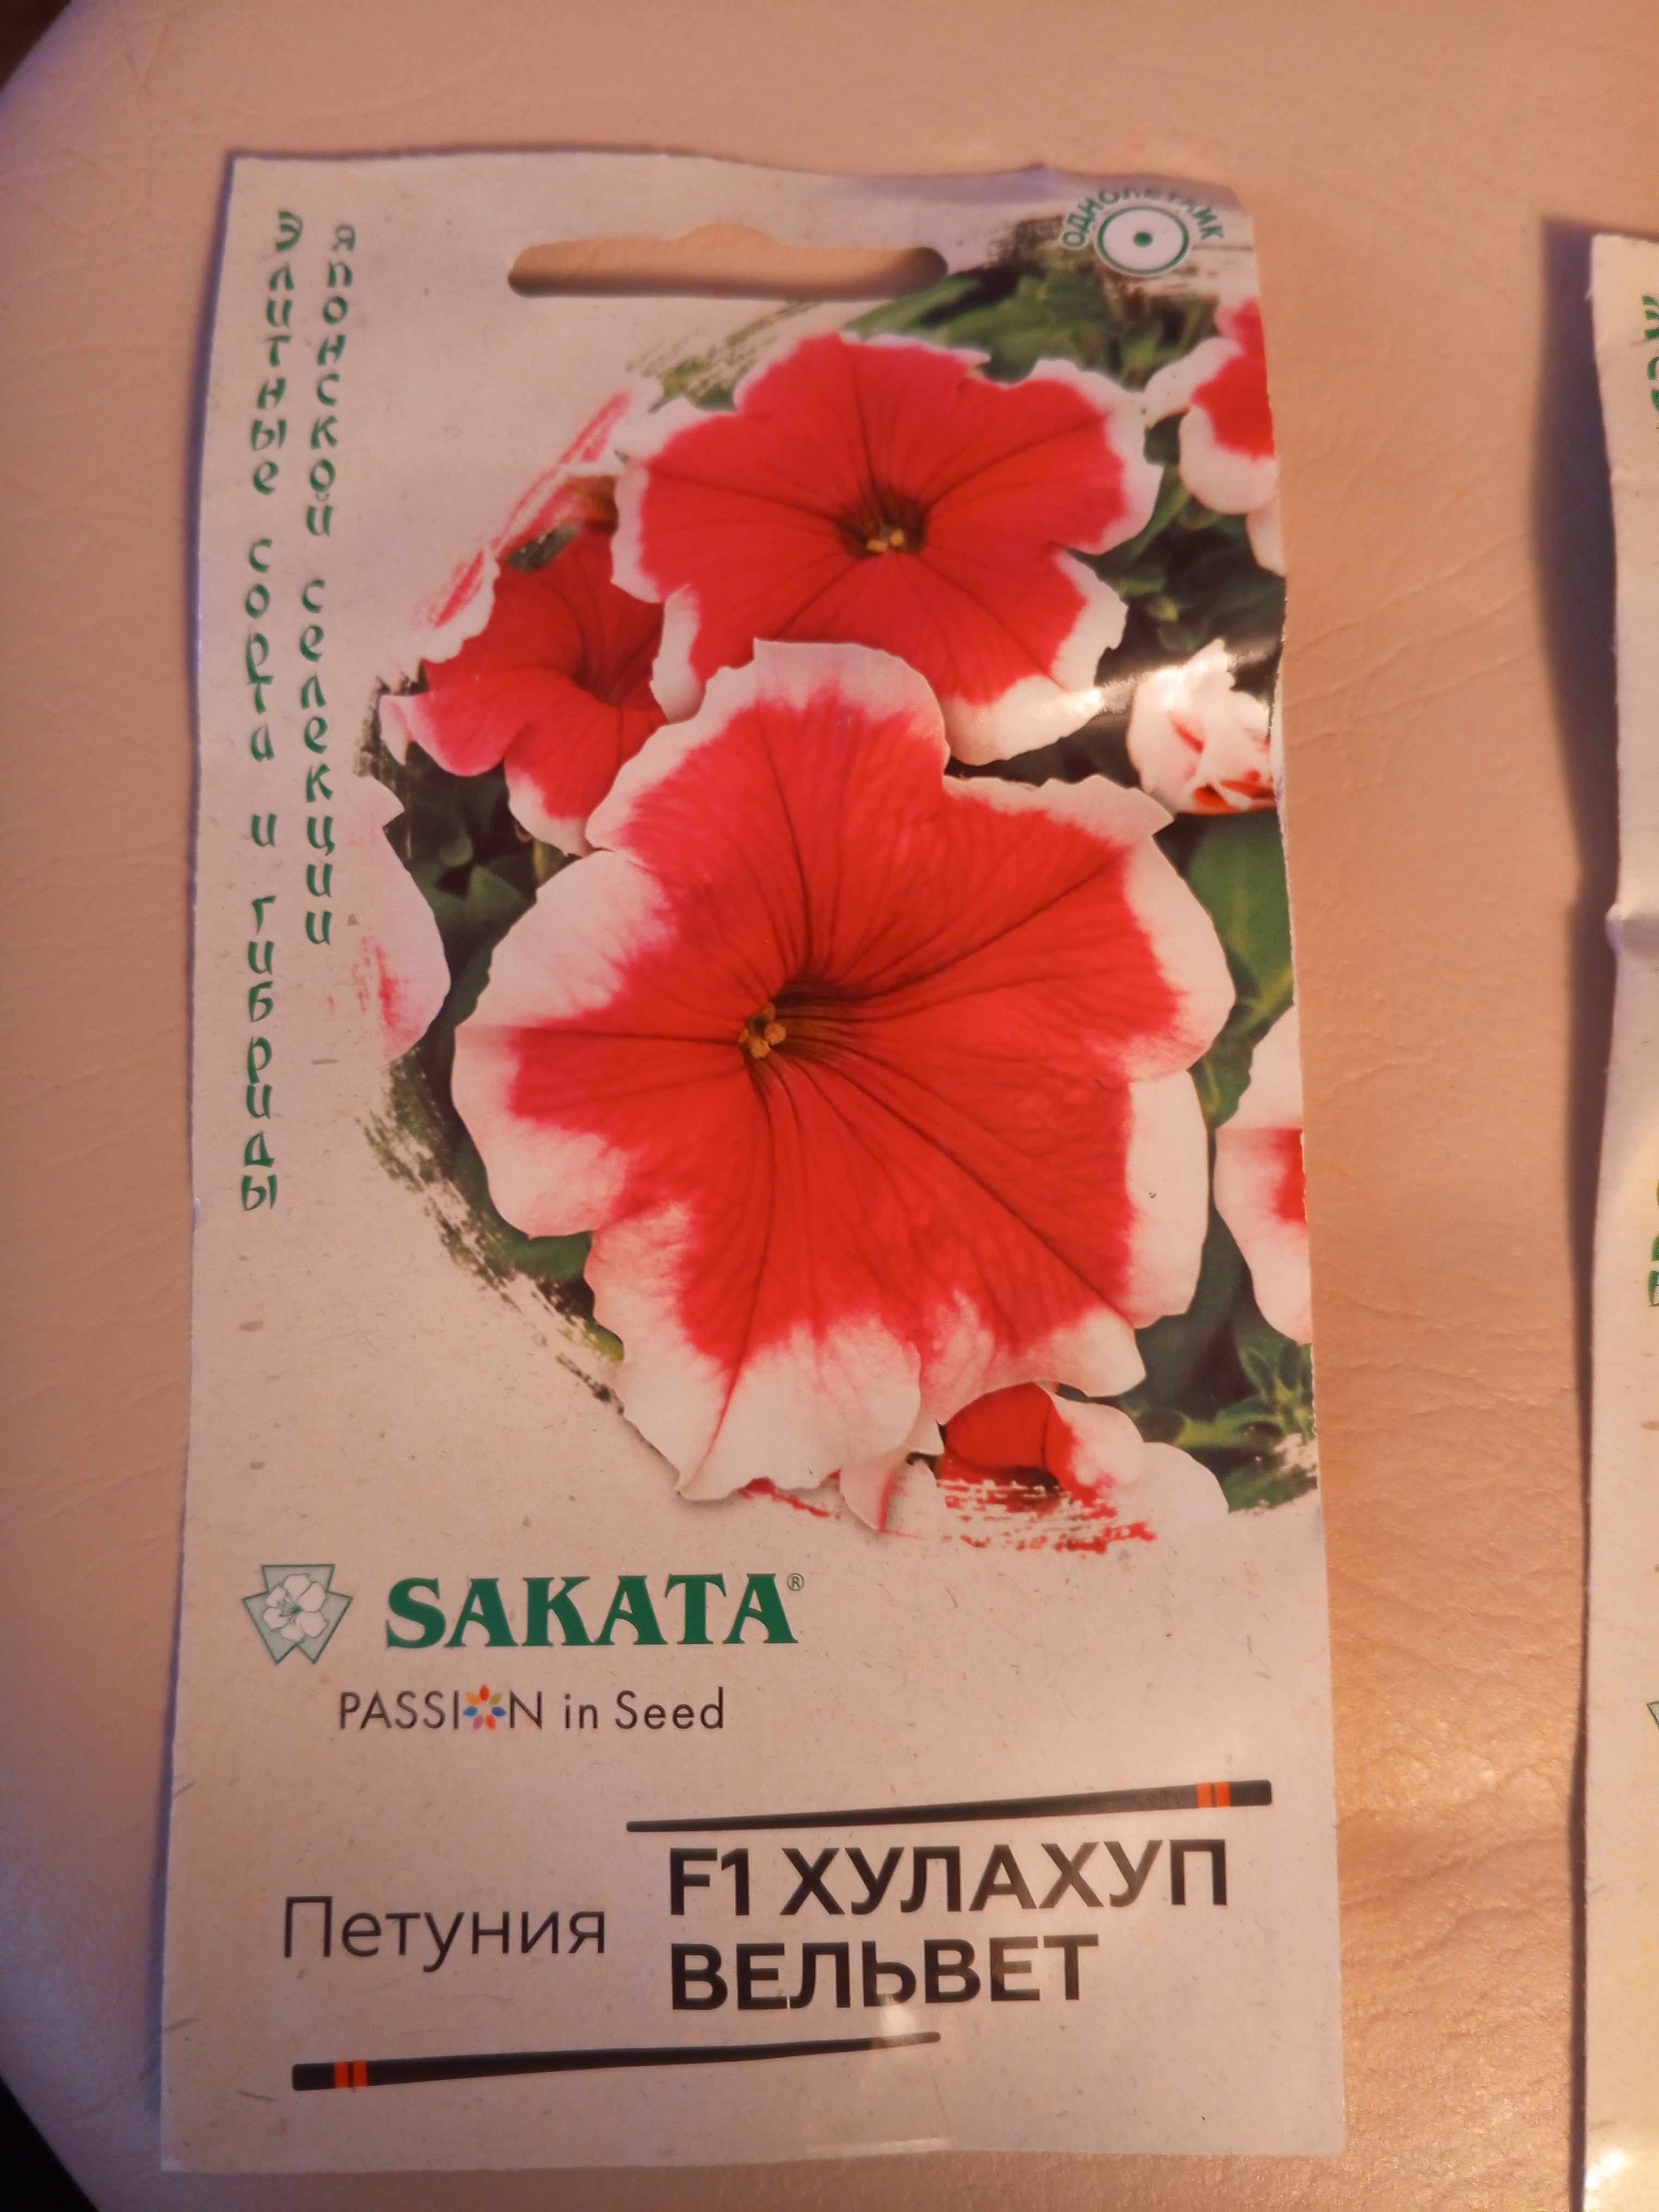 ОДНОЛЕТНИК
Элитные сорта и гибриды
японской селекции
SAKATA®
PASSION in Seed
Петуния
F1 ХУЛАХУП
ВЕЛЬВЕТ